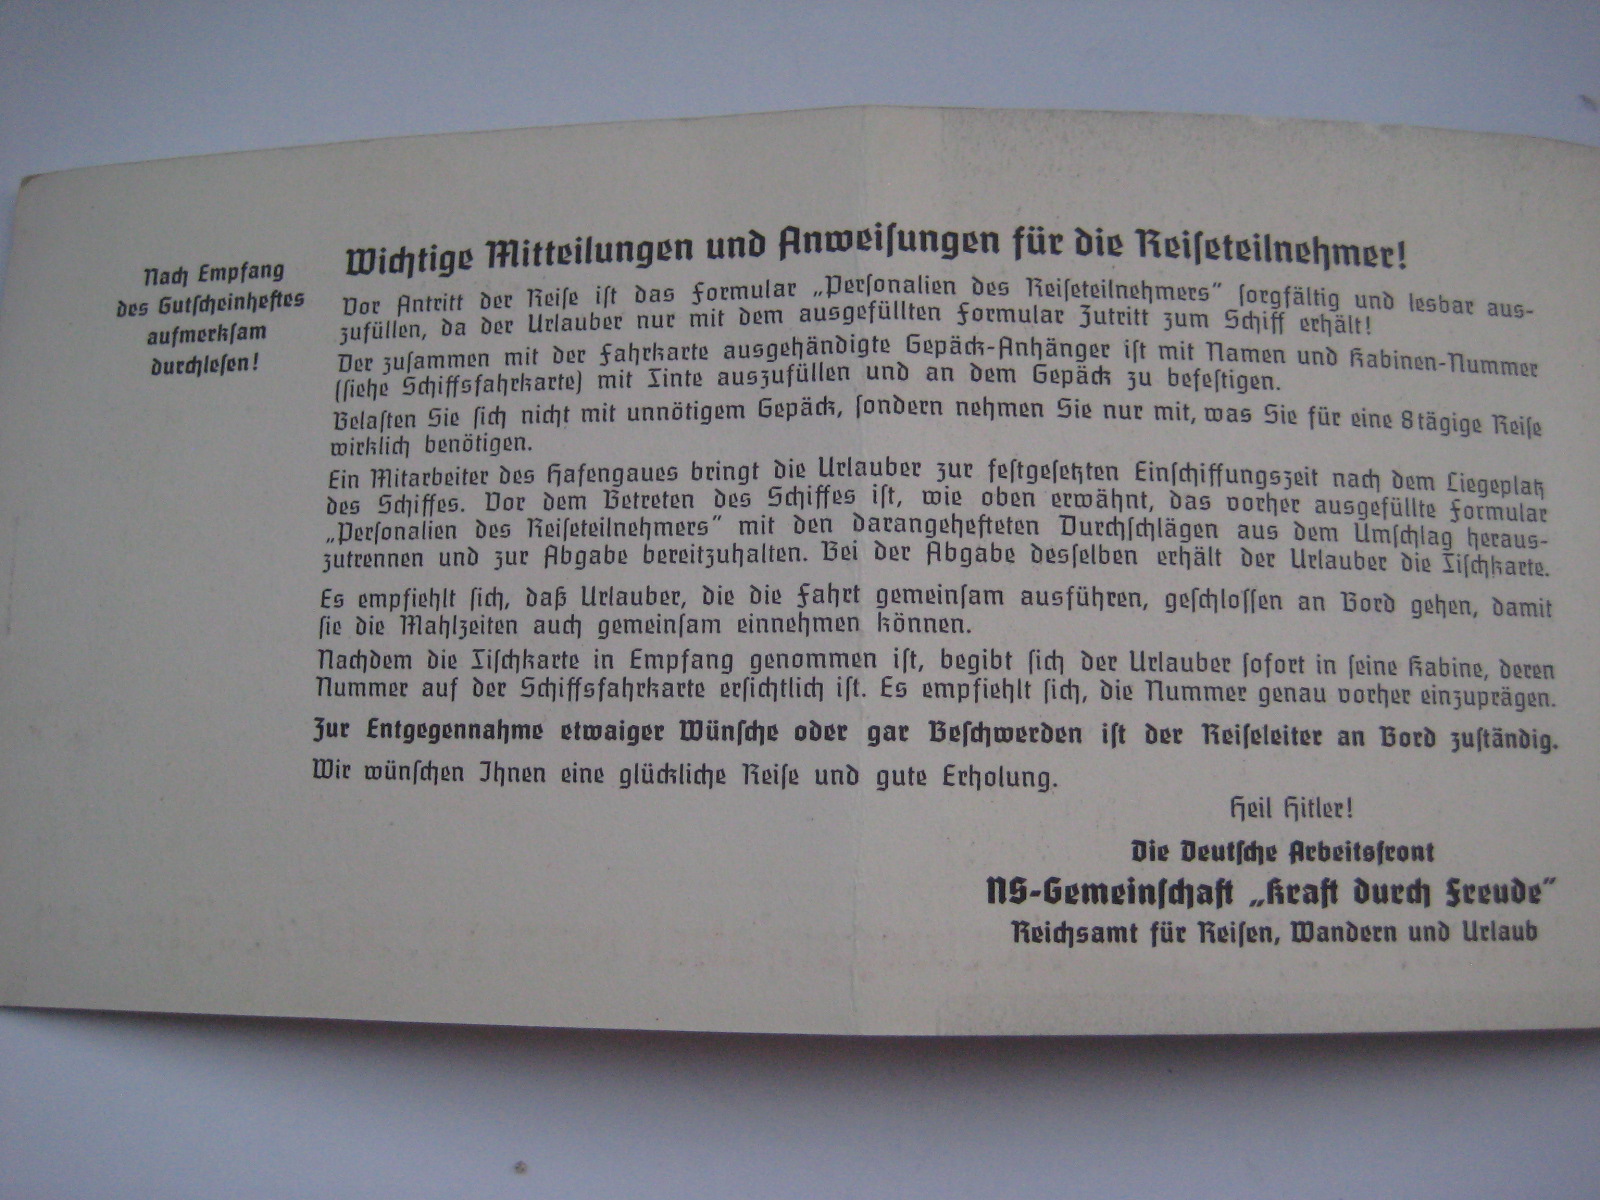 Nach Empfang
des Gutscheinheftes
aufmerksam
durchlesen!
Wichtige Mitteilungen und Anweisungen für die Reiseteilnehmer!
Vor Antritt der Reise ist das Formular „Personalien des Reiseteilnehmers“ sorgfältig und lesbar aus-
zufüllen, da der Urlauber nur mit dem ausgefüllten Formular Zutritt zum Schiff erhält!
Der zusammen mit der Fahrkarte ausgehändigte Gepäck-Anhänger ist mit Namen und Kabinen-Nummer
(siehe Schiffsfahrkarte) mit Tinte auszufüllen und an dem Gepäck zu befestigen.
Belasten Sie sich nicht mit unnötigem Gepäck, sondern nehmen Sie nur mit, was Sie für eine 8tägige Reise
wirklich benötigen.
Ein Mitarbeiter des Hafengaues bringt die Urlauber zur festgesetzten Einschiffungszeit nach dem Liegeplatz
des Schiffes. Vor dem Betreten des Schiffes ist, wie oben erwähnt, das vorher ausgefüllte Formular
„Personalien des Reiseteilnehmers“ mit den darangehefteten Durchschlägen aus dem Umschlag heraus-
zutrennen und zur Abgabe bereitzuhalten. Bei der Abgabe desselben erhält der Urlauber die Tischkarte.
Es empfiehlt sich, daß Urlauber, die die Fahrt gemeinsam ausführen, geschlossen an Bord gehen, damit
sie die Mahlzeiten auch gemeinsam einnehmen können.
Nachdem die Tischkarte in Empfang genommen ist, begibt sich der Urlauber sofort in seine Kabine, deren
Nummer auf der Schiffsfahrkarte ersichtlich ist. Es empfiehlt sich, die Nummer genau vorher einzuprägen.
Zur Entgegennahme etwaiger Wünsche oder gar Beschwerden ist der Reiseleiter an Bord zuständig.
Wir wünschen Ihnen eine glückliche Reise und gute Erholung.
Heil Hitler!
Die Deutsche Arbeitsfront
NS-Gemeinschaft „Kraft durch Freude“
Reichsamt für Reisen, Wandern und Urlaub